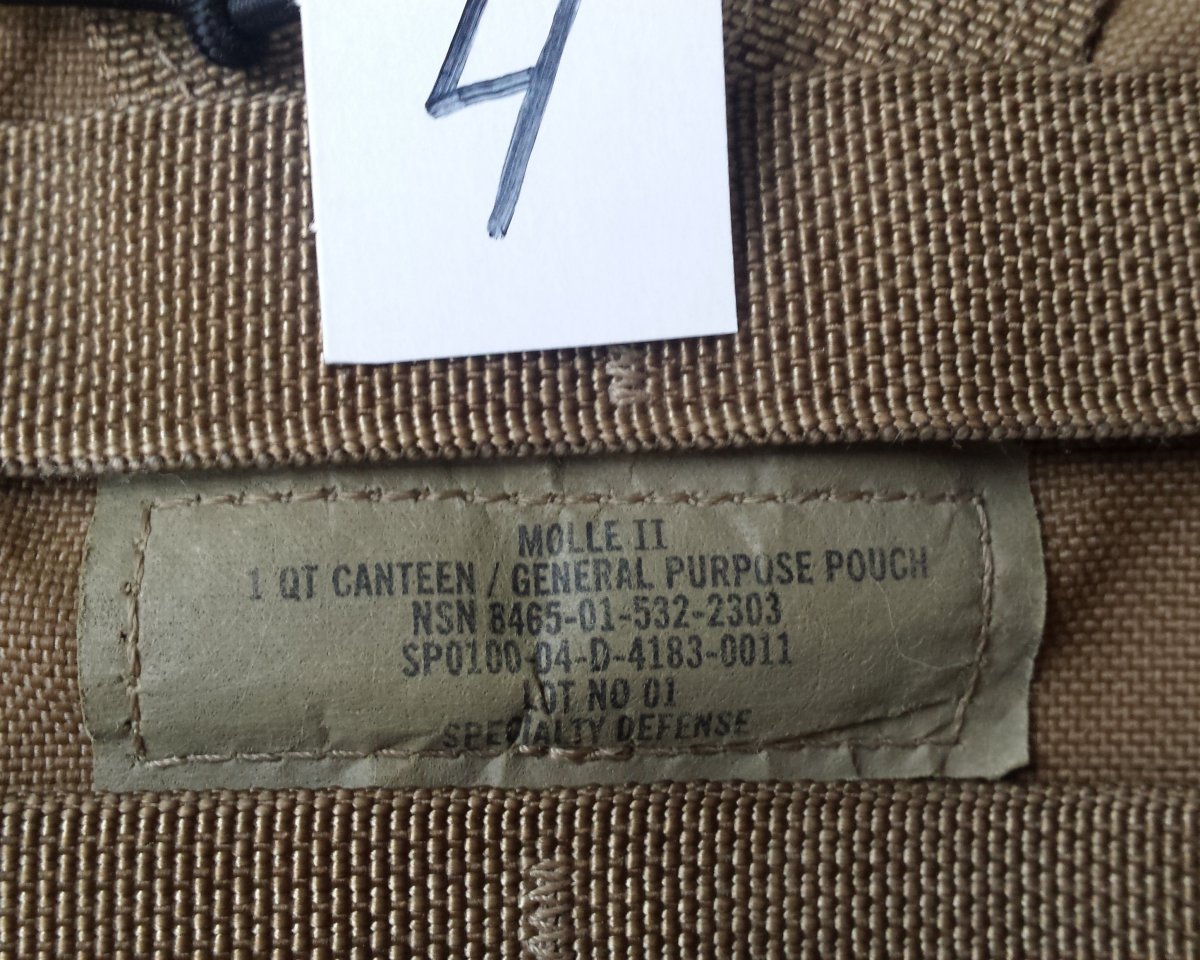 4
MOLLE II
1 QT CANTEEN / GENERAL PURPOSE POUCH
NSN 8465-01-532-2303
SP0100-04-D-4183-0011
LOT NO 01
SPECIALTY DEFENSE